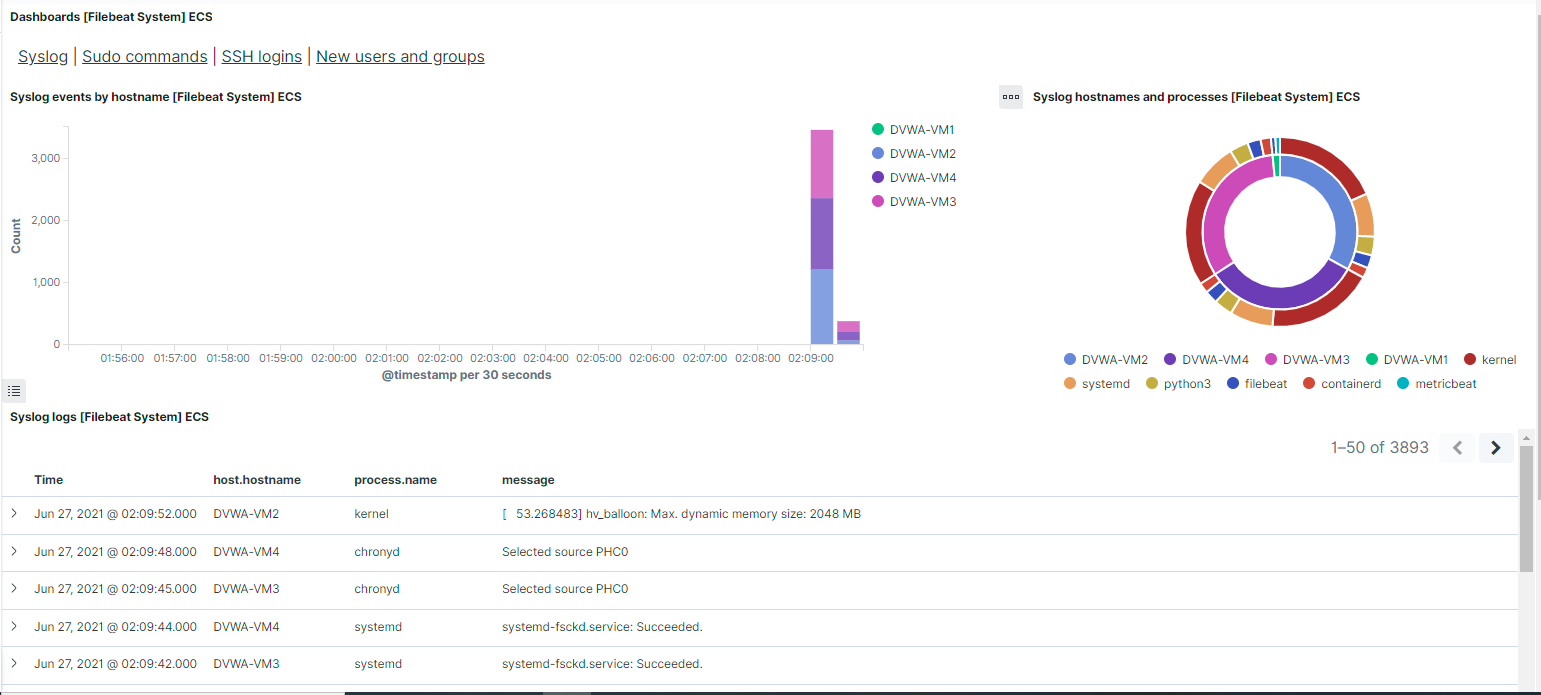 Dashboards [Filebeat System] ECS
Syslog | Sudo commands | SSH logins | New users and groups
Syslog events by hostname [Filebeat System] ECS
Count
3,000
2,000
1,000
0
01:56:00 01:57:00 01:58:00 01:59:00 02:00:00 02:01:00 02:02:00 02:03:00 02:04:00 02:05:00 02:06:00 02:07:00 02:08:00 02:09:00
@timestamp per 30 seconds
DVWA-VM1
DVWA-VM2
DVWA-VM4
DVWA-VM3
Syslog hostnames and processes [Filebeat System] ECS
DVWA-VM2 DVWA-VM4 DVWA-VM3 DVWA-VM1 kernel
systemd python3 filebeat containerd metricbeat
Syslog logs [Filebeat System] ECS
1–50 of 3893
Time host.hostname process.name message
Jun 27, 2021 @ 02:09:52.000 DVWA-VM2 kernel [ 53.268483] hv_balloon: Max. dynamic memory size: 2048 MB
Jun 27, 2021 @ 02:09:48.000 DVWA-VM4 chronyd Selected source PHC0
Jun 27, 2021 @ 02:09:45.000 DVWA-VM3 chronyd Selected source PHC0
Jun 27, 2021 @ 02:09:44.000 DVWA-VM4 systemd systemd-fsckd.service: Succeeded.
Jun 27, 2021 @ 02:09:42.000 DVWA-VM3 systemd systemd-fsckd.service: Succeeded.